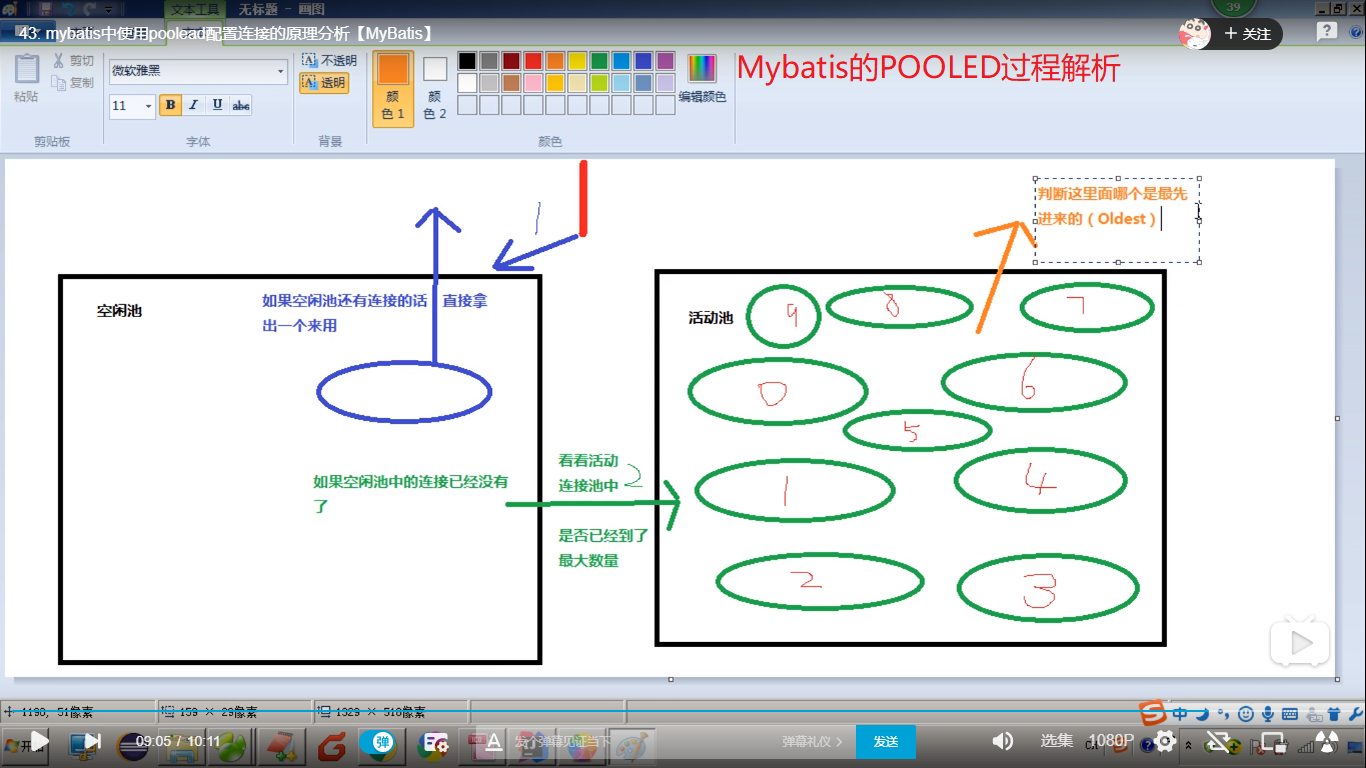 39
文本工具
无标题 - 画图
43. mybatis中使用poolead配置连接的原理分析【MyBatis】
+ 关注
粘贴
剪切
复制
剪贴板
微软雅黑
11
B I U abc
字体
不透明
透明
背景
颜
色 1
颜
色 2
编辑颜色
颜色
Mybatis的POOLED过程解析
判断这里面哪个是最先
进来的（Oldest）
1
空闲池
如果空闲池还有连接的话 直接拿
出一个来用
如果空闲池中的连接已经没有
了
看看活动
连接池中
2
是否已经到了
最大数量
活动池
9
8
7
0
6
5
1
4
2
3
1198, 51像素
159 × 29像素
1329 × 518像素
中
09:05 / 10:11
弹
A
发个弹幕见证当下
弹幕礼仪
发送
选集
1080P